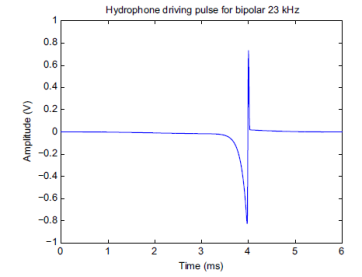 Hydrophone driving pulse for bipolar 23 kHz
1
0.8
0.6
0.4
0.2
0
−0.2
−0.4
−0.6
−0.8
−1
Amplitude (V)
0 1 2 3 4 5 6
Time (ms)